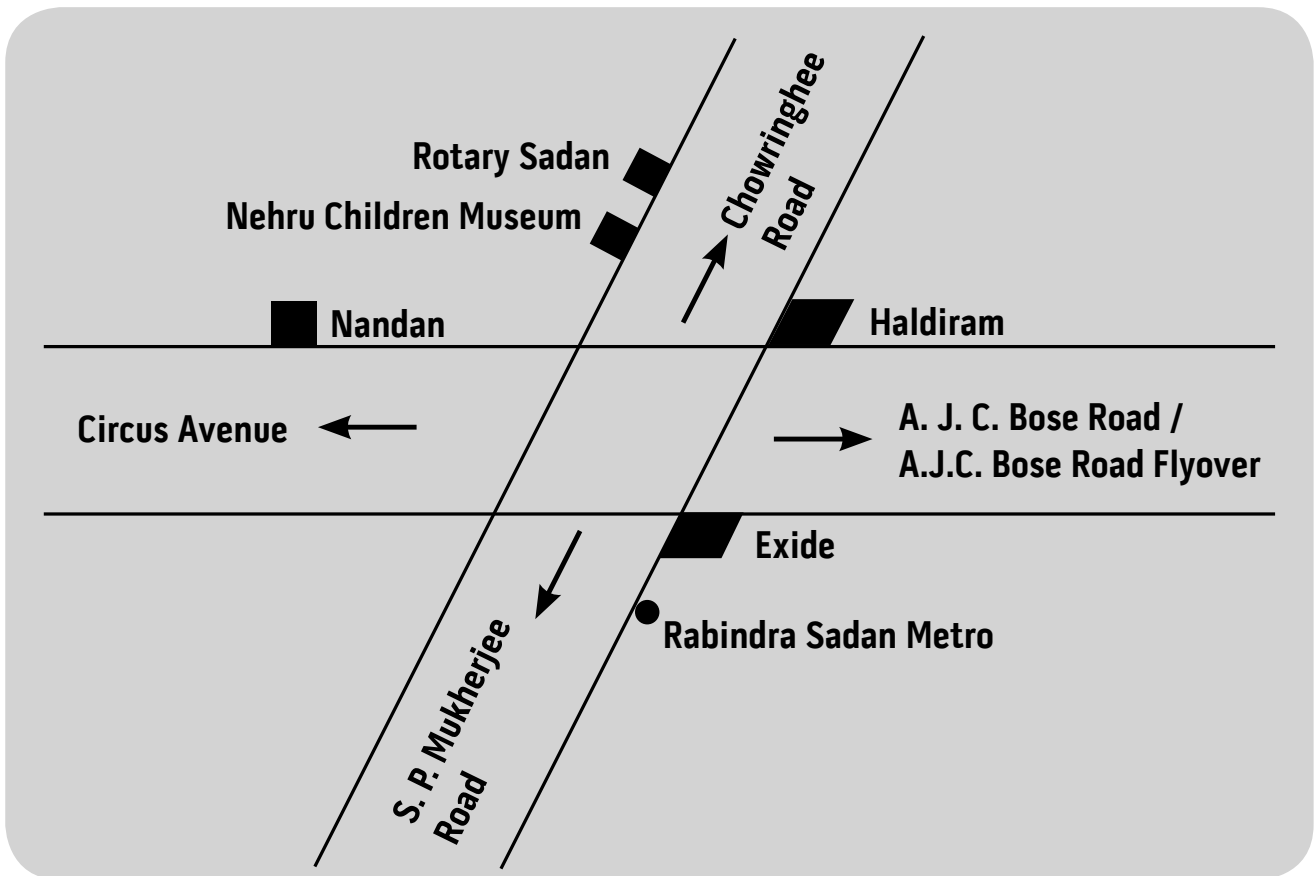 Chowringhee
Road
Rotary Sadan
Nehru Children Museum
Nandan
Haldiram
Circus Avenue
A. J. C. Bose Road /
A.J.C. Bose Road Flyover
Exide
Rabindra Sadan Metro
S. P. Mukherjee
Road